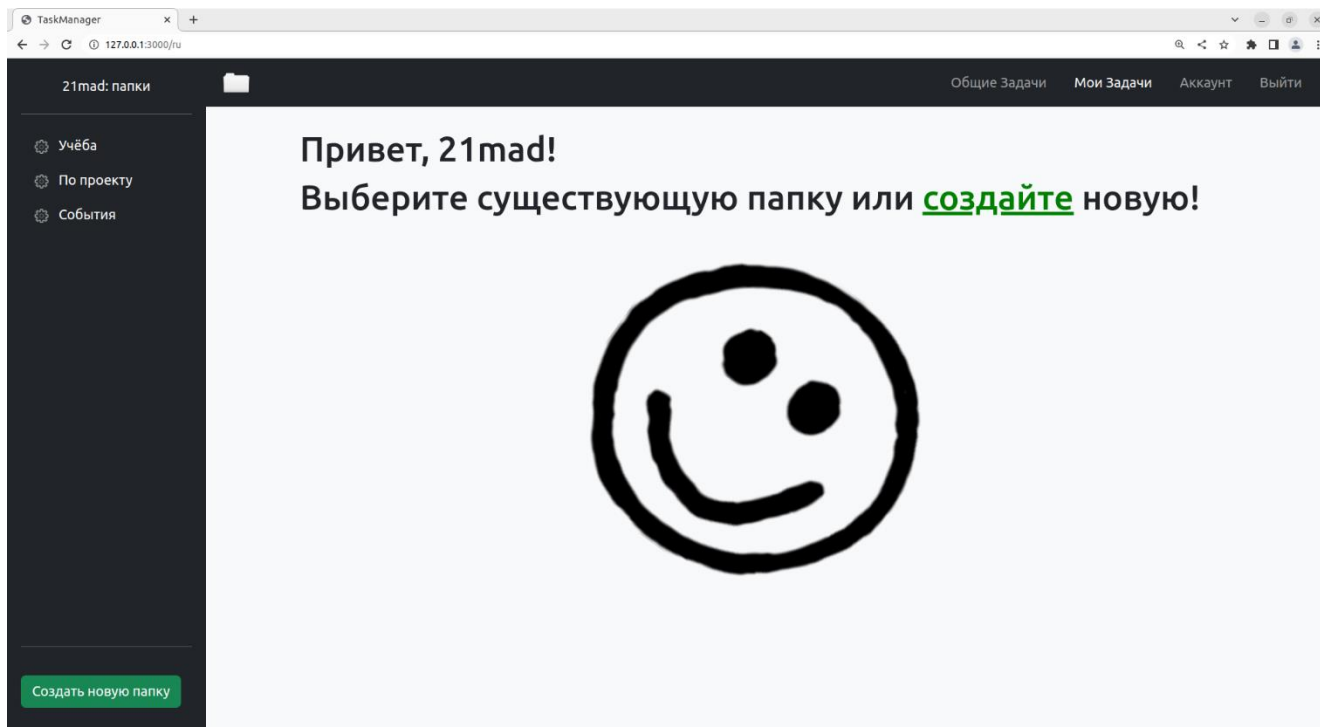 TaskManager
127.0.0.1:3000/ru
21mad: папки
Общие Задачи Мои Задачи Аккаунт Выйти
Учёба
По проекту
События
Привет, 21mad!
Выберите существующую папку или создайте новую!
Создать новую папку